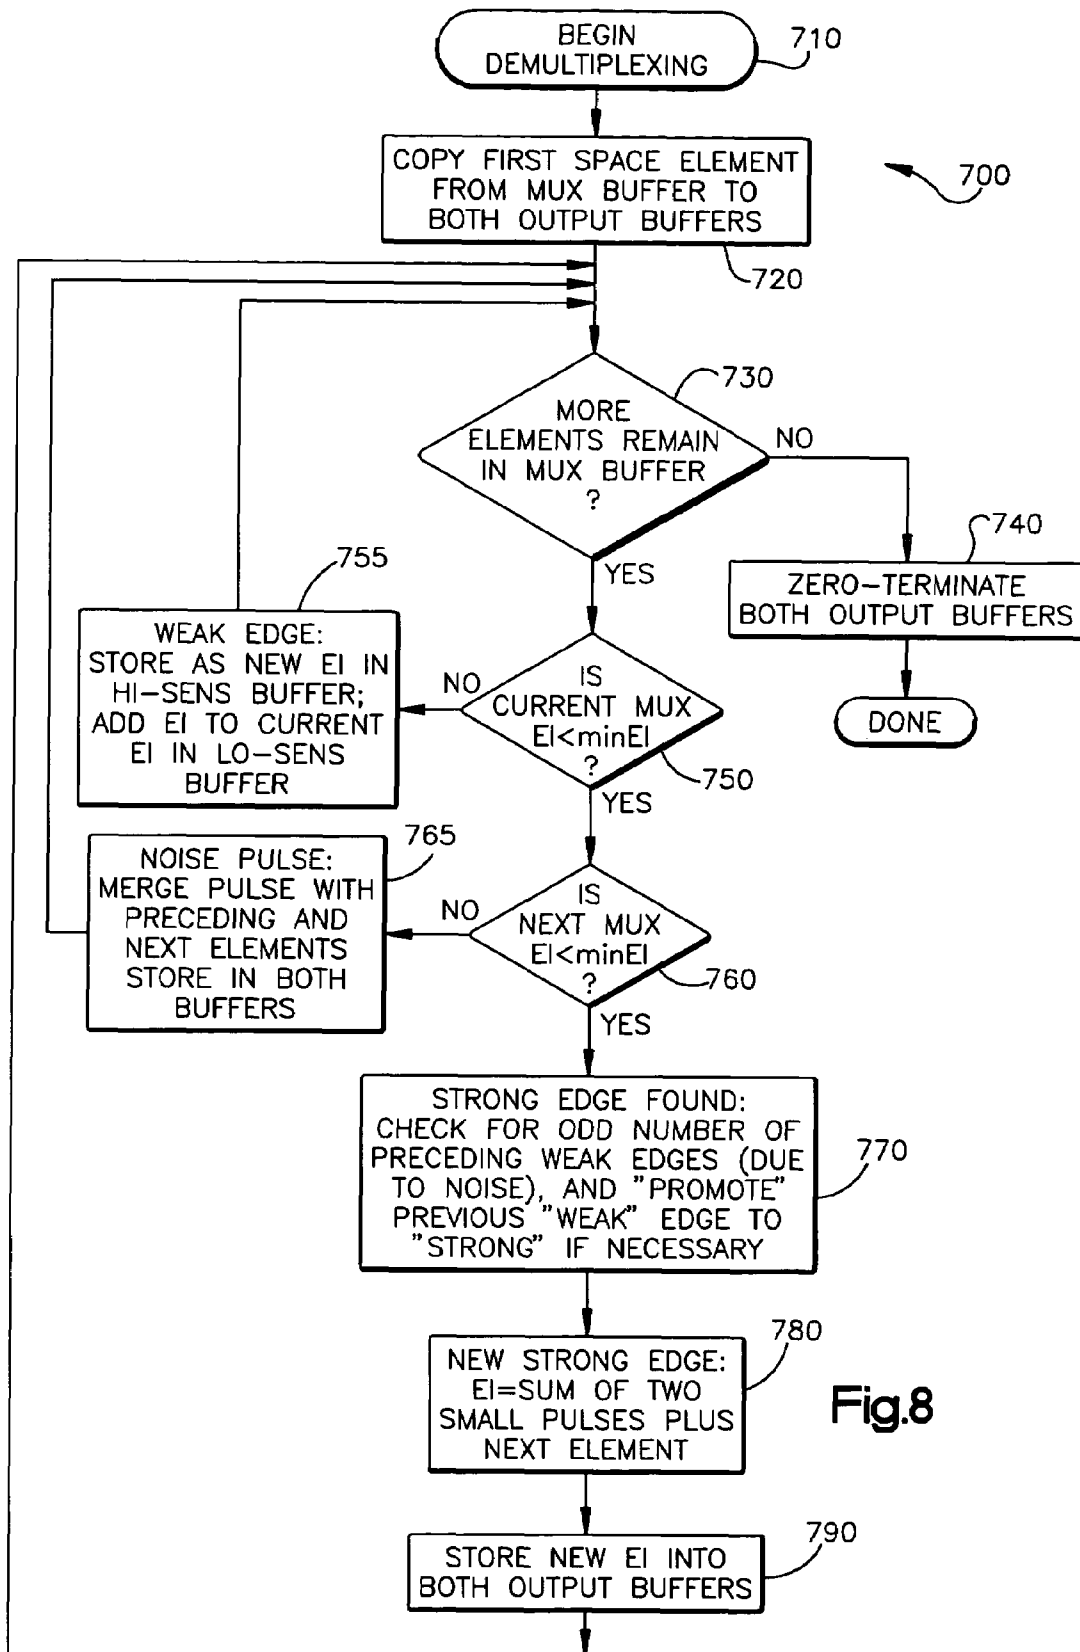 BEGIN
DEMULTIPLEXING
710
COPY FIRST SPACE ELEMENT
FROM MUX BUFFER TO
BOTH OUTPUT BUFFERS
700
720
730
MORE
ELEMENTS REMAIN
IN MUX BUFFER
?
NO
YES
740
ZERO-TERMINATE
BOTH OUTPUT BUFFERS
DONE
755
WEAK EDGE:
STORE AS NEW EI IN
HI-SENS BUFFER;
ADD EI TO CURRENT
EI IN LO-SENS
BUFFER
NO
IS
CURRENT MUX
EI<minEI
?
750
YES
765
NOISE PULSE:
MERGE PULSE WITH
PRECEDING AND
NEXT ELEMENTS
STORE IN BOTH
BUFFERS
NO
IS
NEXT MUX
EI<minEI
?
760
YES
STRONG EDGE FOUND:
CHECK FOR ODD NUMBER OF
PRECEDING WEAK EDGES (DUE
TO NOISE), AND "PROMOTE"
PREVIOUS "WEAK" EDGE TO
"STRONG" IF NECESSARY
770
780
NEW STRONG EDGE:
EI=SUM OF TWO
SMALL PULSES PLUS
NEXT ELEMENT
Fig.8
790
STORE NEW EI INTO
BOTH OUTPUT BUFFERS